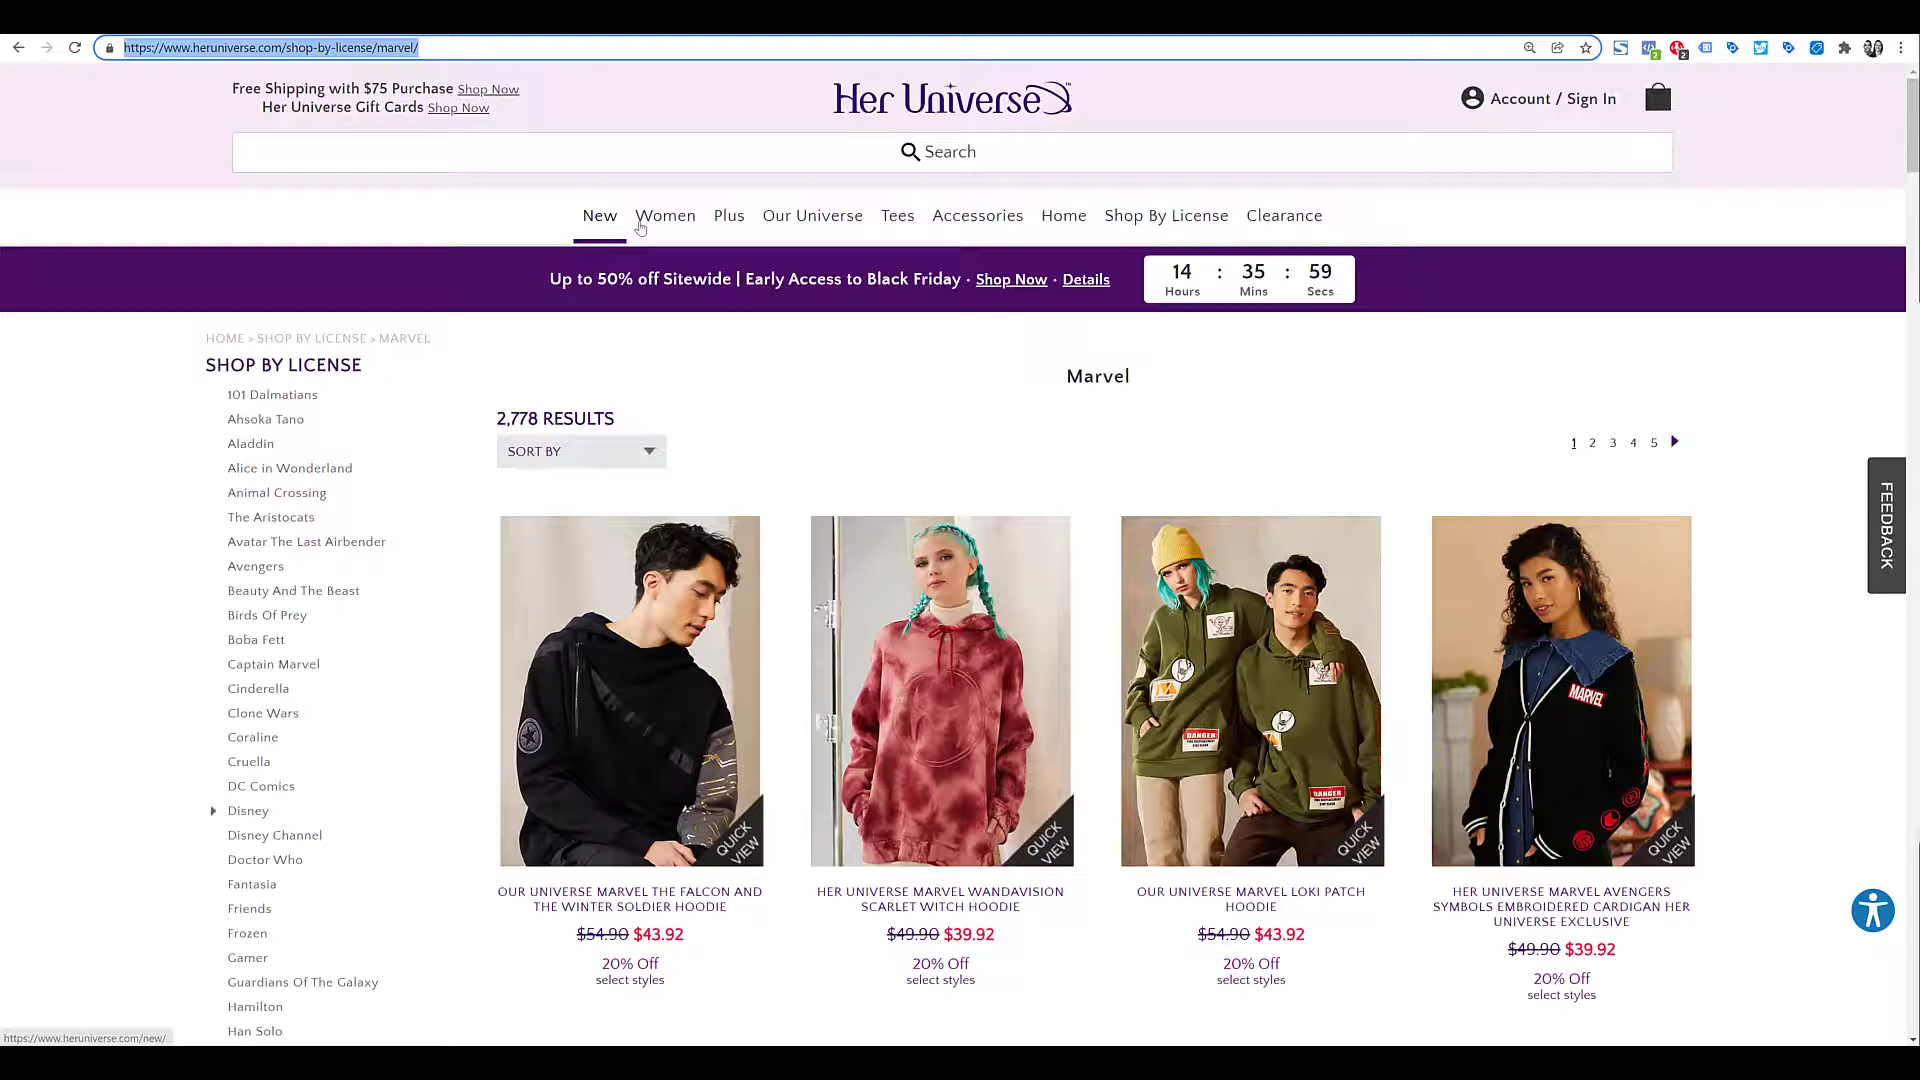 https://www.heruniverse.com/shop-by-license/marvel/
2
2
Free Shipping with $75 Purchase Shop Now
Her Universe Gift Cards Shop Now
Her Universe
Account / Sign In
Search
New Women Plus Our Universe Tees Accessories Home Shop By License Clearance
Up to 50% off Sitewide | Early Access to Black Friday · Shop Now · Details
14 : 35 : 59
Hours Mins Secs
HOME > SHOP BY LICENSE > MARVEL
SHOP BY LICENSE
101 Dalmatians
Ahsoka Tano
Aladdin
Alice in Wonderland
Animal Crossing
The Aristocats
Avatar The Last Airbender
Avengers
Beauty And The Beast
Birds Of Prey
Boba Fett
Captain Marvel
Cinderella
Clone Wars
Coraline
Cruella
DC Comics
Disney
Disney Channel
Doctor Who
Fantasia
Friends
Frozen
Gamer
Guardians Of The Galaxy
Hamilton
Han Solo
Marvel
2,778 RESULTS
SORT BY
1 2 3 4 5
QUICK VIEW
OUR UNIVERSE MARVEL THE FALCON AND
THE WINTER SOLDIER HOODIE
$54.90 $43.92
20% Off
select styles
QUICK VIEW
HER UNIVERSE MARVEL WANDAVISION
SCARLET WITCH HOODIE
$49.90 $39.92
20% Off
select styles
DANGER
DANGER
QUICK VIEW
OUR UNIVERSE MARVEL LOKI PATCH
HOODIE
$54.90 $43.92
20% Off
select styles
MARVEL
QUICK VIEW
HER UNIVERSE MARVEL AVENGERS
SYMBOLS EMBROIDERED CARDIGAN HER
UNIVERSE EXCLUSIVE
$49.90 $39.92
20% Off
select styles
FEEDBACK
https://www.heruniverse.com/new/